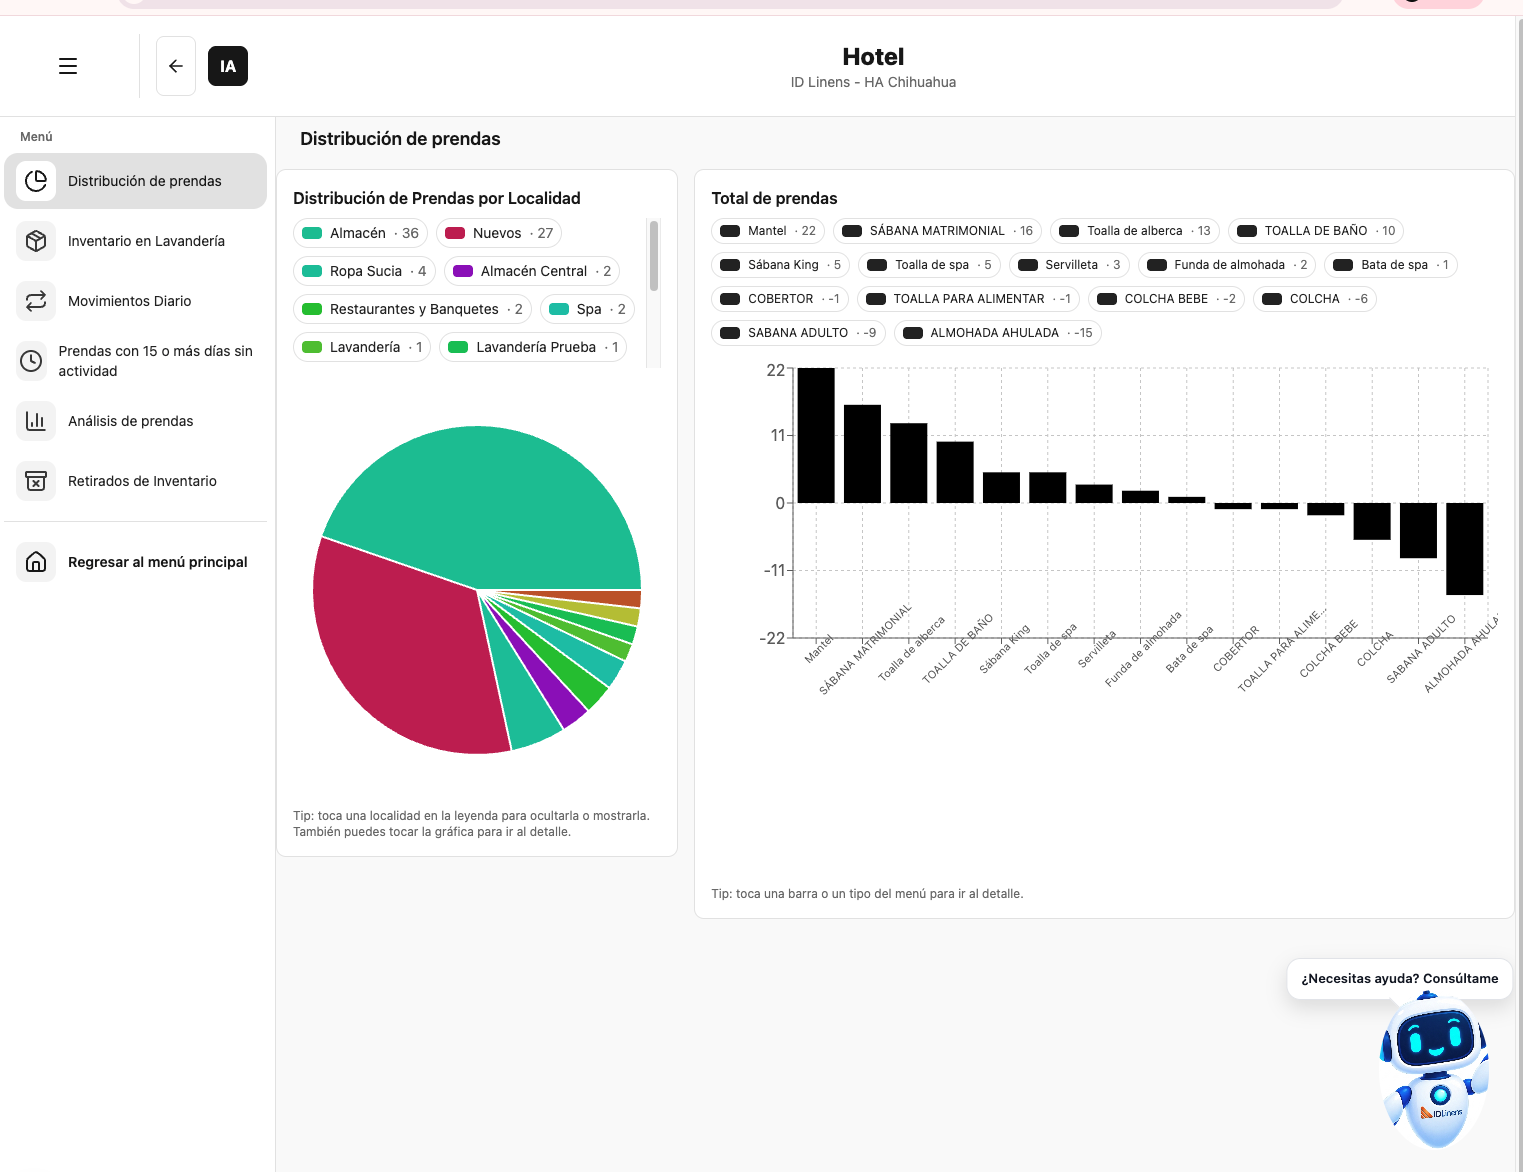 IA
Hotel
ID Linens - HA Chihuahua
Menú
Distribución de prendas
Inventario en Lavandería
Movimientos Diario
Prendas con 15 o más días sin
actividad
Análisis de prendas
Retirados de Inventario
Regresar al menú principal
Distribución de prendas
Distribución de Prendas por Localidad
Almacén · 36
Nuevos · 27
Ropa Sucia · 4
Almacén Central · 2
Restaurantes y Banquetes · 2
Spa · 2
Lavandería · 1
Lavandería Prueba · 1
Tip: toca una localidad en la leyenda para ocultarla o mostrarla.
También puedes tocar la gráfica para ir al detalle.
Total de prendas
Mantel · 22
SÁBANA MATRIMONIAL · 16
Toalla de alberca · 13
TOALLA DE BAÑO · 10
Sábana King · 5
Toalla de spa · 5
Servilleta · 3
Funda de almohada · 2
Bata de spa · 1
COBERTOR · -1
TOALLA PARA ALIMENTAR · -1
COLCHA BEBE · -2
COLCHA · -6
SABANA ADULTO · -9
ALMOHADA AHULADA · -15
22
11
0
-11
-22
Mantel
SÁBANA MATRIMONIAL
Toalla de alberca
TOALLA DE BAÑO
Sábana King
Toalla de spa
Servilleta
Funda de almohada
Bata de spa
COBERTOR
TOALLA PARA ALIME...
COLCHA BEBE
COLCHA
SABANA ADULTO
ALMOHADA AHULA
Tip: toca una barra o un tipo del menú para ir al detalle.
¿Necesitas ayuda? Consúltame
IDLinens